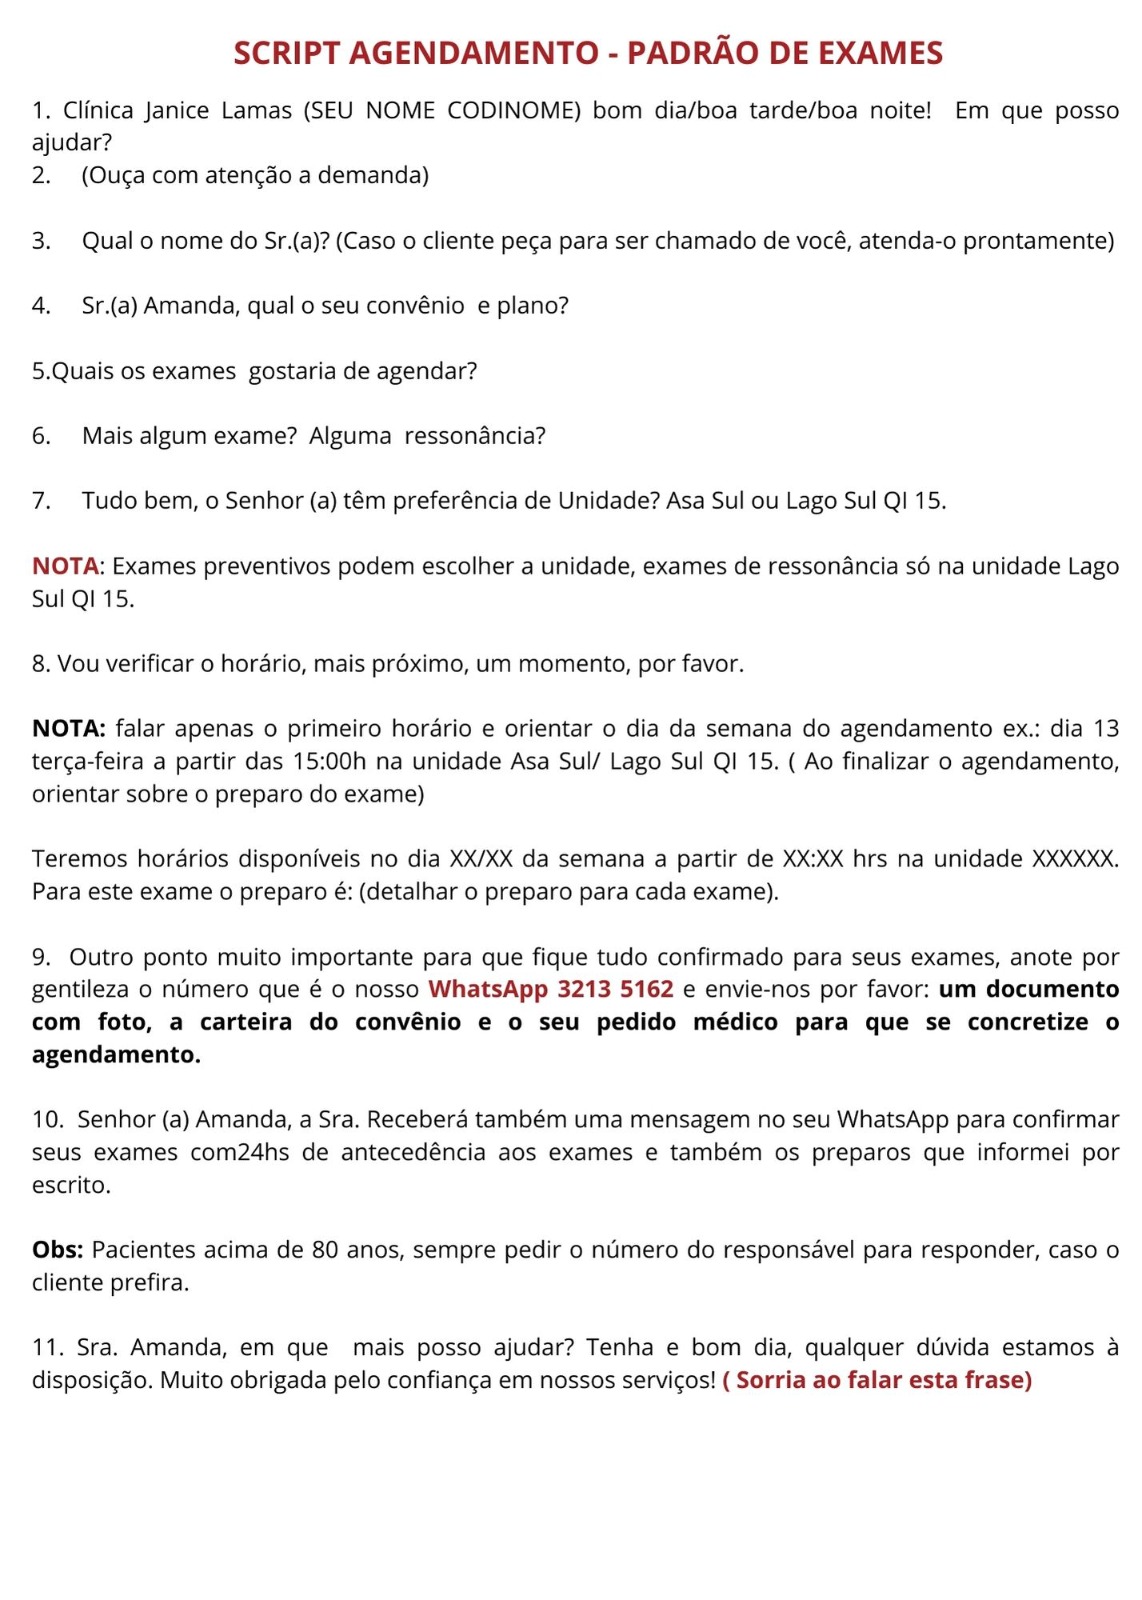 SCRIPT AGENDAMENTO - PADRÃO DE EXAMES
1. Clínica Janice Lamas (SEU NOME CODINOME) bom dia/boa tarde/boa noite! Em que posso
ajudar?
2. (Ouça com atenção a demanda)
3. Qual o nome do Sr.(a)? (Caso o cliente peça para ser chamado de você, atenda-o prontamente)
4. Sr.(a) Amanda, qual o seu convênio e plano?
5.Quais os exames gostaria de agendar?
6. Mais algum exame? Alguma ressonância?
7. Tudo bem, o Senhor (a) têm preferência de Unidade? Asa Sul ou Lago Sul QI 15.
NOTA: Exames preventivos podem escolher a unidade, exames de ressonância só na unidade Lago
Sul QI 15.
8. Vou verificar o horário, mais próximo, um momento, por favor.
NOTA: falar apenas o primeiro horário e orientar o dia da semana do agendamento ex.: dia 13
terça-feira a partir das 15:00h na unidade Asa Sul/ Lago Sul QI 15. ( Ao finalizar o agendamento,
orientar sobre o preparo do exame)
Teremos horários disponíveis no dia XX/XX da semana a partir de XX:XX hrs na unidade XXXXXX.
Para este exame o preparo é: (detalhar o preparo para cada exame).
9. Outro ponto muito importante para que fique tudo confirmado para seus exames, anote por
gentileza o número que é o nosso WhatsApp 3213 5162 e envie-nos por favor: um documento
com foto, a carteira do convênio e o seu pedido médico para que se concretize o
agendamento.
10. Senhor (a) Amanda, a Sra. Receberá também uma mensagem no seu WhatsApp para confirmar
seus exames com24hs de antecedência aos exames e também os preparos que informei por
escrito.
Obs: Pacientes acima de 80 anos, sempre pedir o número do responsável para responder, caso o
cliente prefira.
11. Sra. Amanda, em que mais posso ajudar? Tenha e bom dia, qualquer dúvida estamos à
disposição. Muito obrigada pelo confiança em nossos serviços! ( Sorria ao falar esta frase)